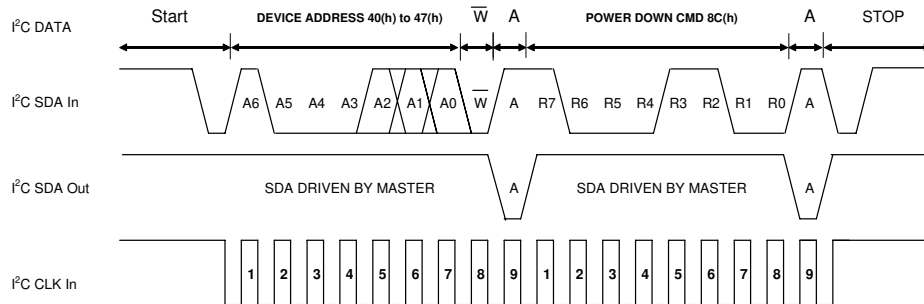 I²C DATA Start DEVICE ADDRESS 40(h) to 47(h) W̅ A POWER DOWN CMD 8C(h) A STOP
I²C SDA In A6 A5 A4 A3 A2 A1 A0 W̅ A R7 R6 R5 R4 R3 R2 R1 R0 A
I²C SDA Out SDA DRIVEN BY MASTER A SDA DRIVEN BY MASTER A
I²C CLK In 1 2 3 4 5 6 7 8 9 1 2 3 4 5 6 7 8 9